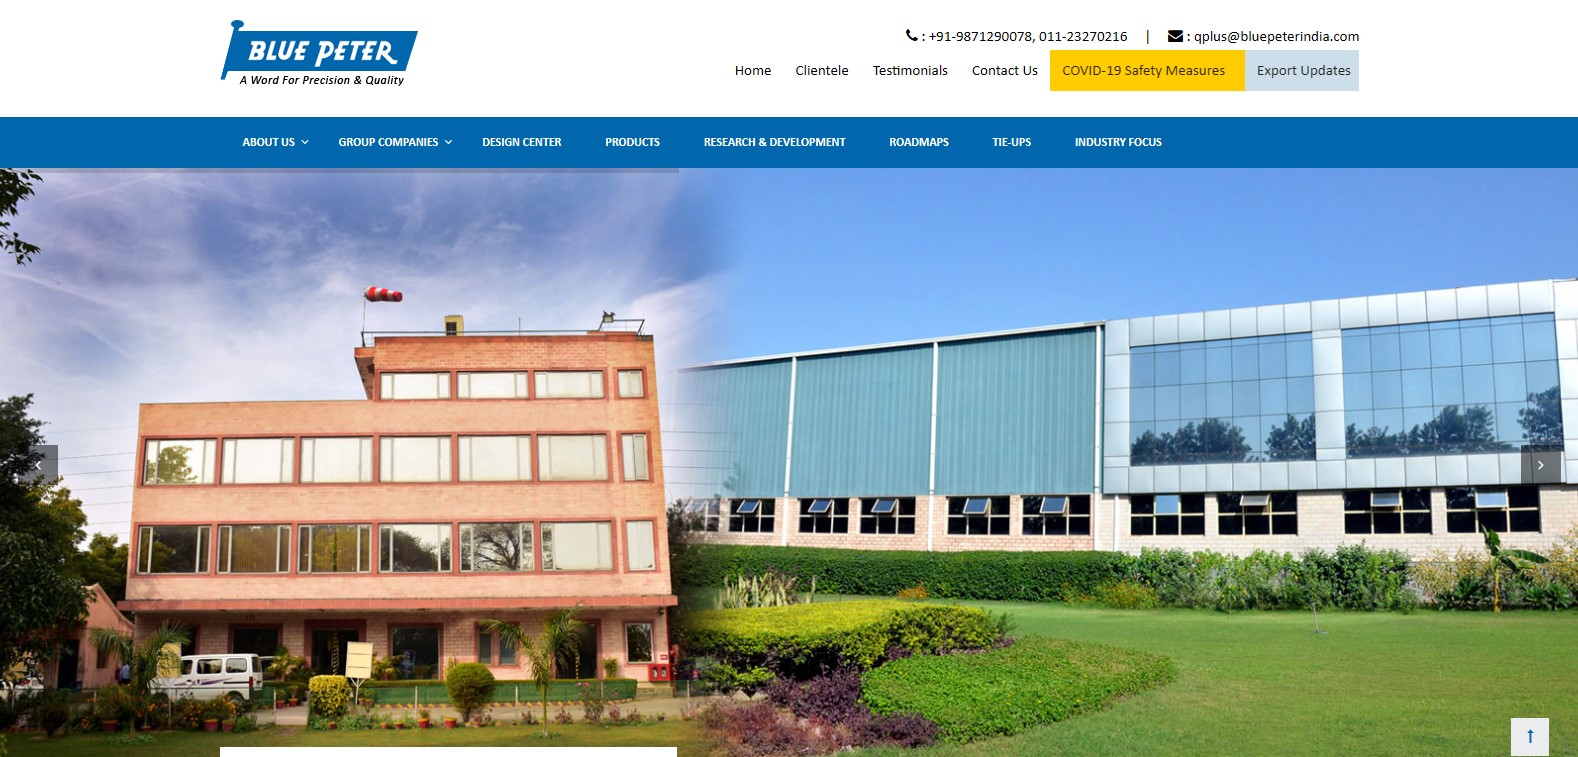 BLUE PETER
A Word For Precision & Quality
: +91-9871290078, 011-23270216 | : qplus@bluepeterindia.com
Home Clientele Testimonials Contact Us COVID-19 Safety Measures Export Updates
ABOUT US GROUP COMPANIES DESIGN CENTER PRODUCTS RESEARCH & DEVELOPMENT ROADMAPS TIE-UPS INDUSTRY FOCUS